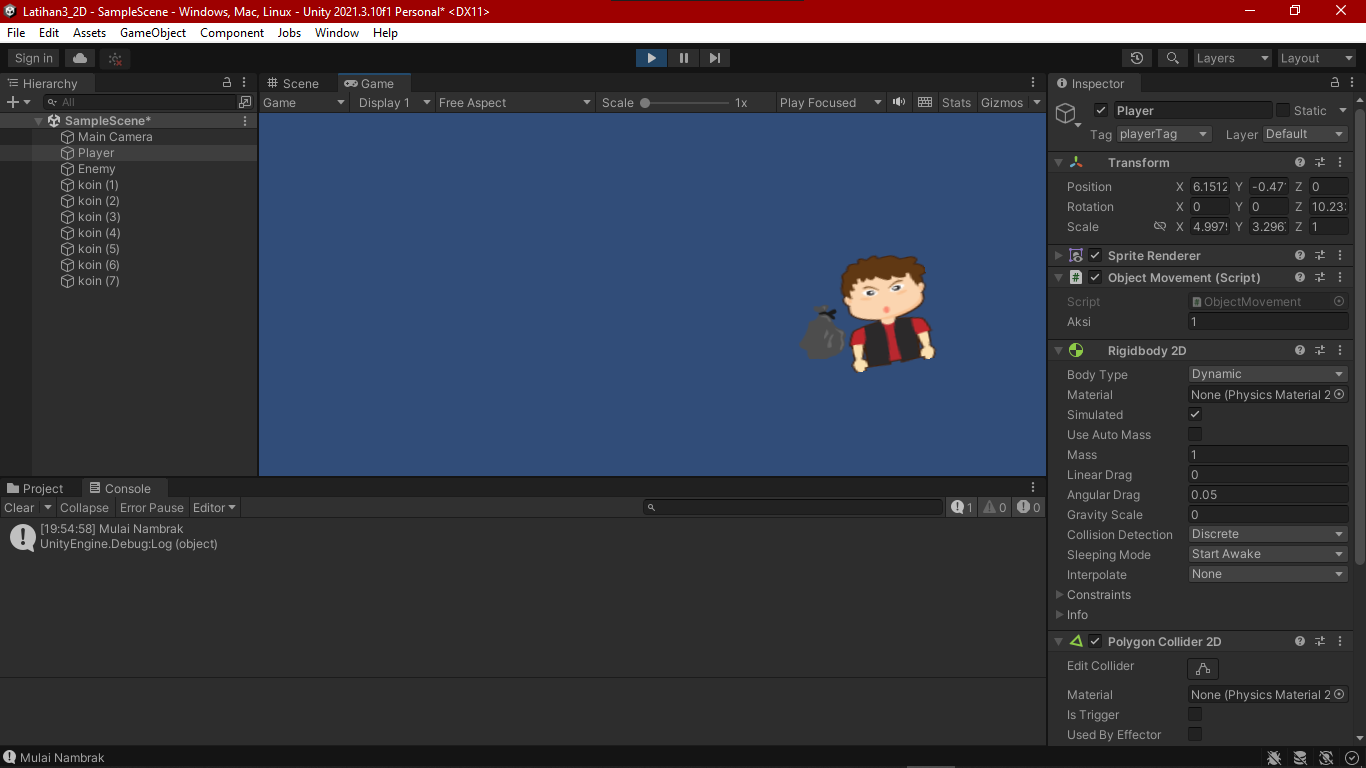 Latihan3_2D - SampleScene - Windows, Mac, Linux - Unity 2021.3.10f1 Personal* <DX11>
File Edit Assets GameObject Component Jobs Window Help
Sign in Layers Layout
Hierarchy
All
SampleScene*
Main Camera
Player
Enemy
koin (1)
koin (2)
koin (3)
koin (4)
koin (5)
koin (6)
koin (7)
Scene Game
Game Display 1 Free Aspect Scale 1x Play Focused Stats Gizmos
Project Console
Clear Collapse Error Pause Editor 1 0 0
[19:54:58] Mulai Nambrak
UnityEngine.Debug:Log (object)
Inspector
Player Static
Tag playerTag Layer Default
Transform
Position X 6.1512 Y -0.47 Z 0
Rotation X 0 Y 0 Z 10.23
Scale X 4.997 Y 3.296 Z 1
Sprite Renderer
# Object Movement (Script)
Script # ObjectMovement
Aksi 1
Rigidbody 2D
Body Type Dynamic
Material None (Physics Material 2
Simulated
Use Auto Mass
Mass 1
Linear Drag 0
Angular Drag 0.05
Gravity Scale 0
Collision Detection Discrete
Sleeping Mode Start Awake
Interpolate None
Constraints
Info
Polygon Collider 2D
Edit Collider
Material None (Physics Material 2
Is Trigger
Used By Effector
Mulai Nambrak